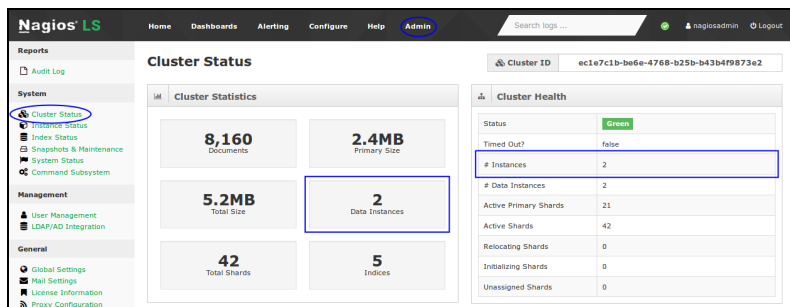 Nagios® LS
Home Dashboards Alerting Configure Help Admin
Search logs ...
nagiosadmin Logout
Reports
Audit Log
System
Cluster Status
Instance Status
Index Status
Snapshots & Maintenance
System Status
Command Subsystem
Management
User Management
LDAP/AD Integration
General
Global Settings
Mail Settings
License Information
Proxy Configuration
Cluster Status
Cluster ID ec1e7c1b-be6e-4768-b25b-b43b4f9873e2
Cluster Statistics
8,160
Documents
2.4MB
Primary Size
5.2MB
Total Size
2
Data Instances
42
Total Shards
5
Indices
Cluster Health
Status Green
Timed Out? false
# Instances 2
# Data Instances 2
Active Primary Shards 21
Active Shards 42
Relocating Shards 0
Initializing Shards 0
Unassigned Shards 0